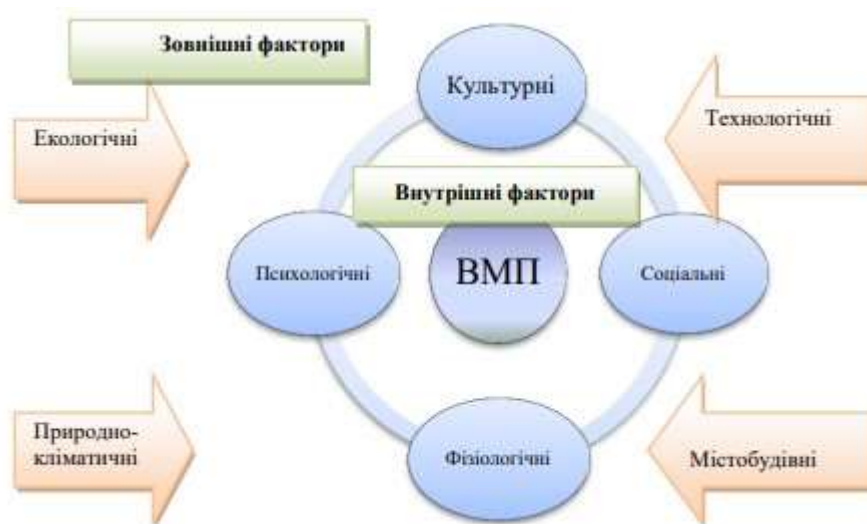 Зовнішні фактори
Культурні
Екологічні
Технологічні
Внутрішні фактори
Психологічні
ВМП
Соціальні
Природно-
кліматичні
Фізіологічні
Містобудівні